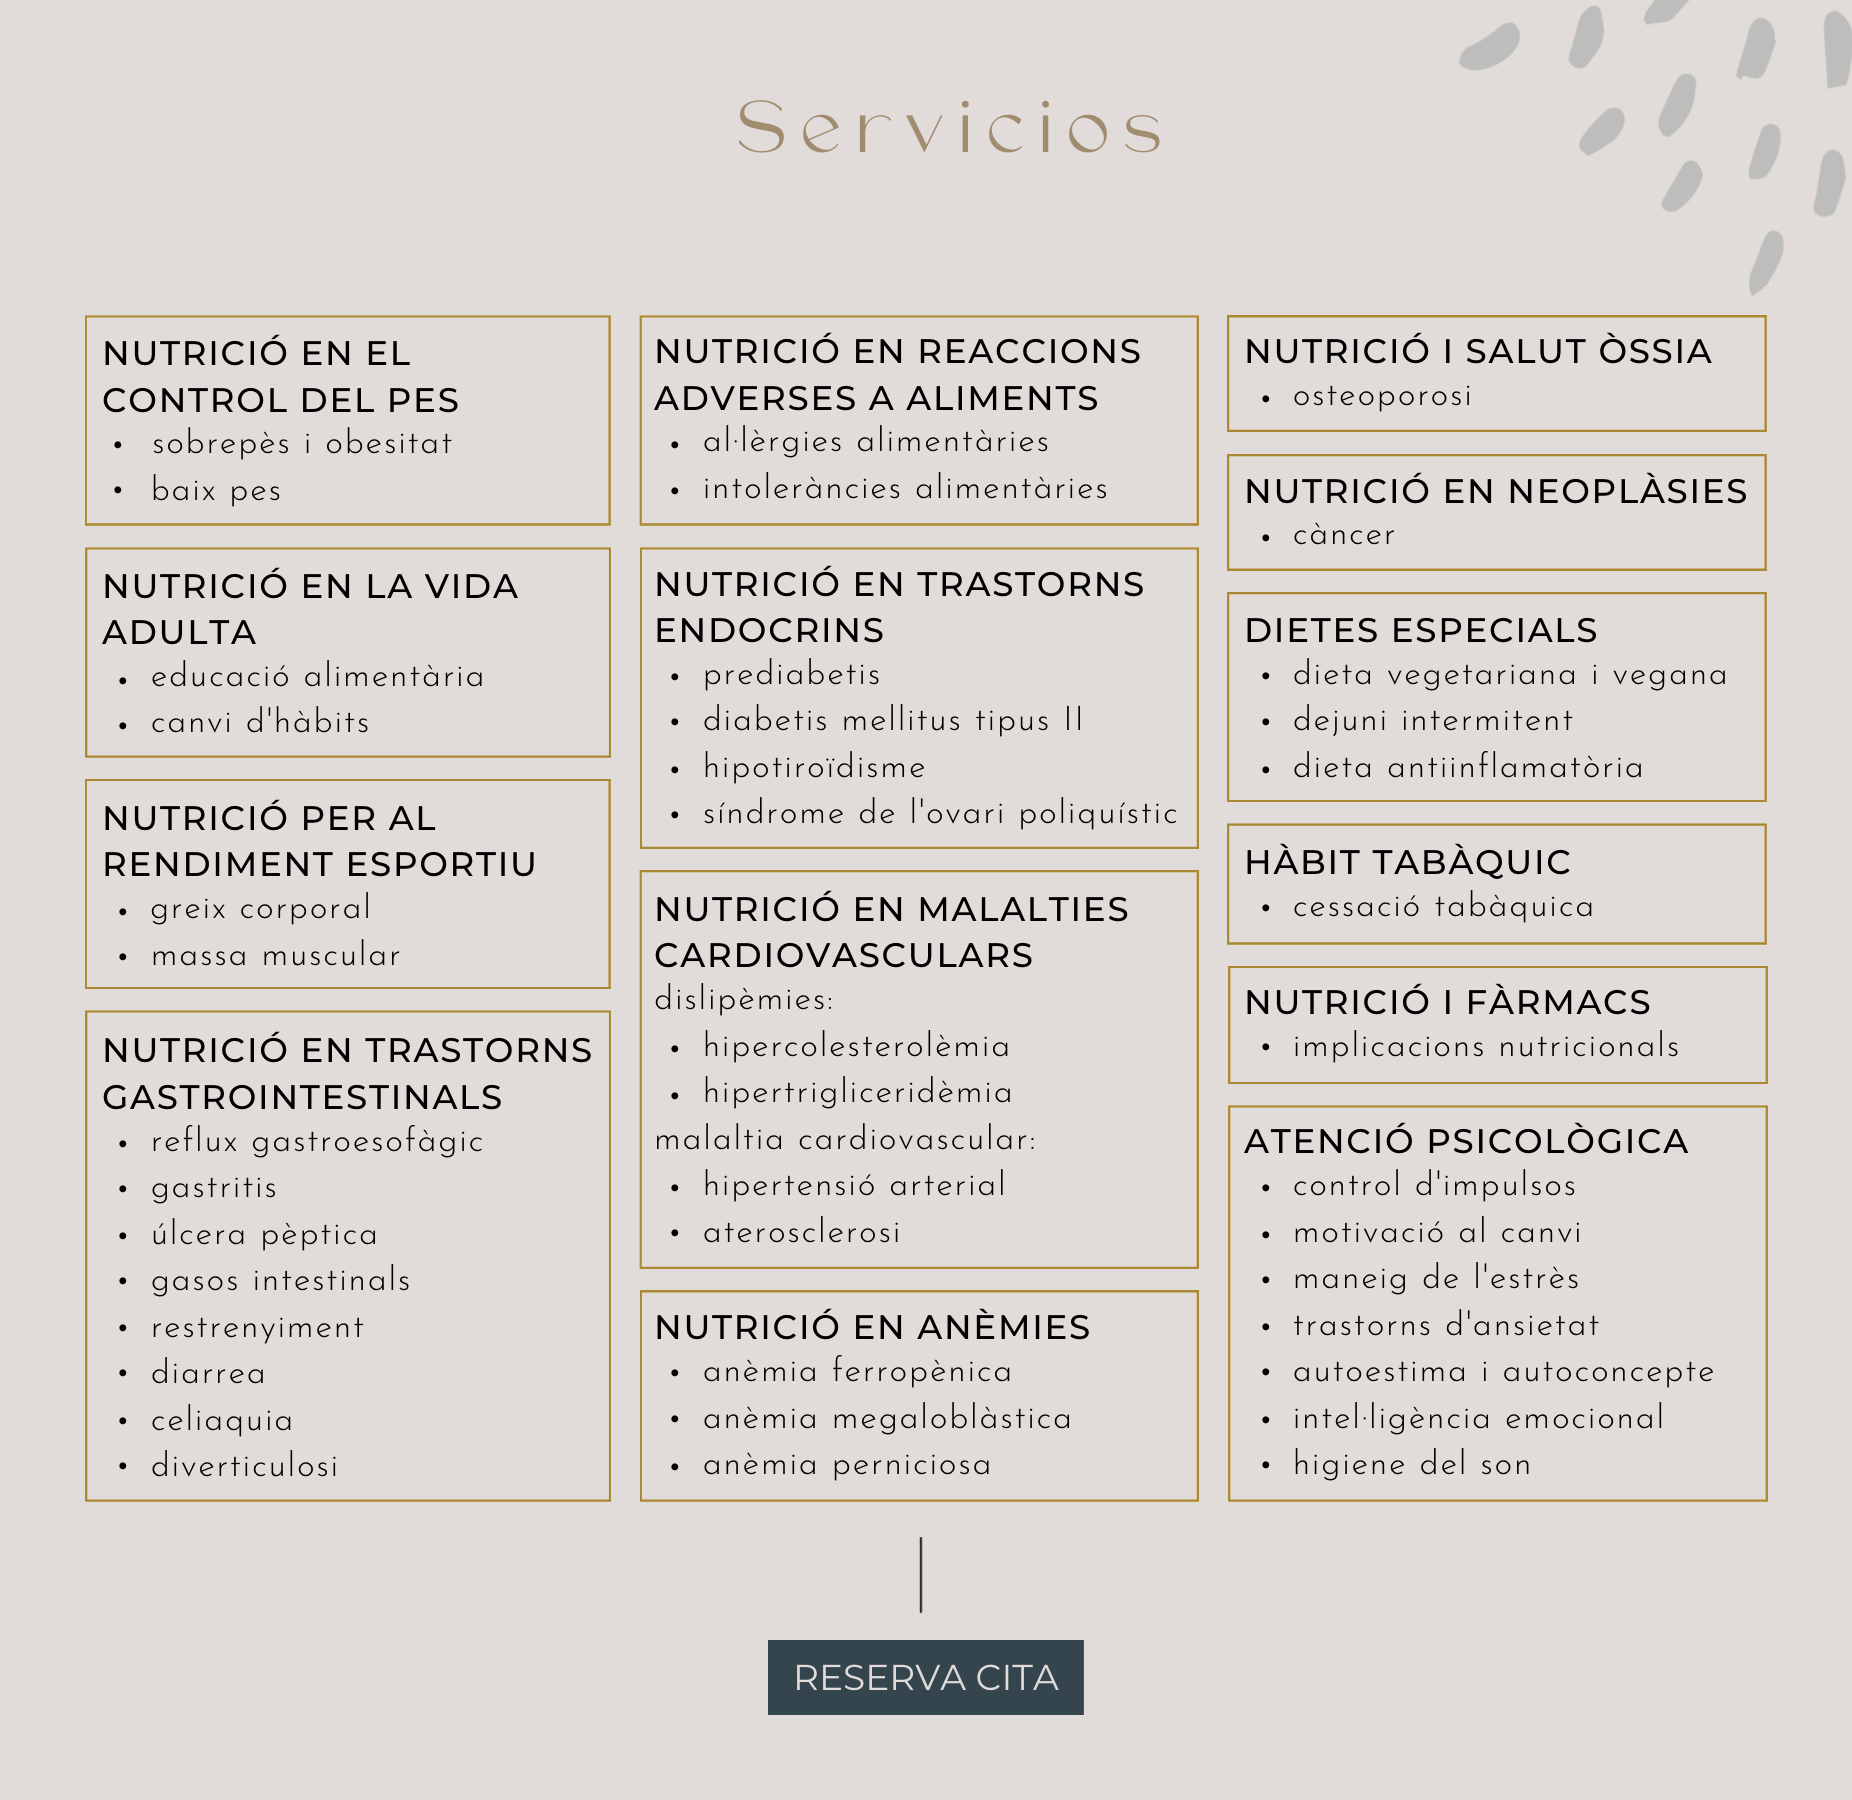 Servicios
NUTRICIÓ EN EL
CONTROL DEL PES
• sobrepès i obesitat
• baix pes
NUTRICIÓ EN LA VIDA
ADULTA
• educació alimentària
• canvi d'hàbits
NUTRICIÓ PER AL
RENDIMENT ESPORTIU
• greix corporal
• massa muscular
NUTRICIÓ EN TRASTORNS
GASTROINTESTINALS
• reflux gastroesofàgic
• gastritis
• úlcera pèptica
• gasos intestinals
• restrenyiment
• diarrea
• celiaquia
• diverticulosi
NUTRICIÓ EN REACCIONS
ADVERSES A ALIMENTS
• al·lèrgies alimentàries
• intoleràncies alimentàries
NUTRICIÓ EN TRASTORNS
ENDOCRINS
• prediabetis
• diabetis mellitus tipus II
• hipotiroïdisme
• síndrome de l'ovari poliquístic
NUTRICIÓ EN MALALTIES
CARDIOVASCULARS
dislipèmies:
• hipercolesterolèmia
• hipertrigliceridèmia
malaltia cardiovascular:
• hipertensió arterial
• aterosclerosi
NUTRICIÓ EN ANÈMIES
• anèmia ferropènica
• anèmia megaloblàstica
• anèmia perniciosa
NUTRICIÓ I SALUT ÒSSIA
• osteoporosi
NUTRICIÓ EN NEOPLÀSIES
• càncer
DIETES ESPECIALS
• dieta vegetariana i vegana
• dejuni intermitent
• dieta antiinflamatòria
HÀBIT TABÀQUIC
• cessació tabàquica
NUTRICIÓ I FÀRMACS
• implicacions nutricionals
ATENCIÓ PSICOLÒGICA
• control d'impulsos
• motivació al canvi
• maneig de l'estrès
• trastorns d'ansietat
• autoestima i autoconcepte
• intel·ligència emocional
• higiene del son
RESERVA CITA